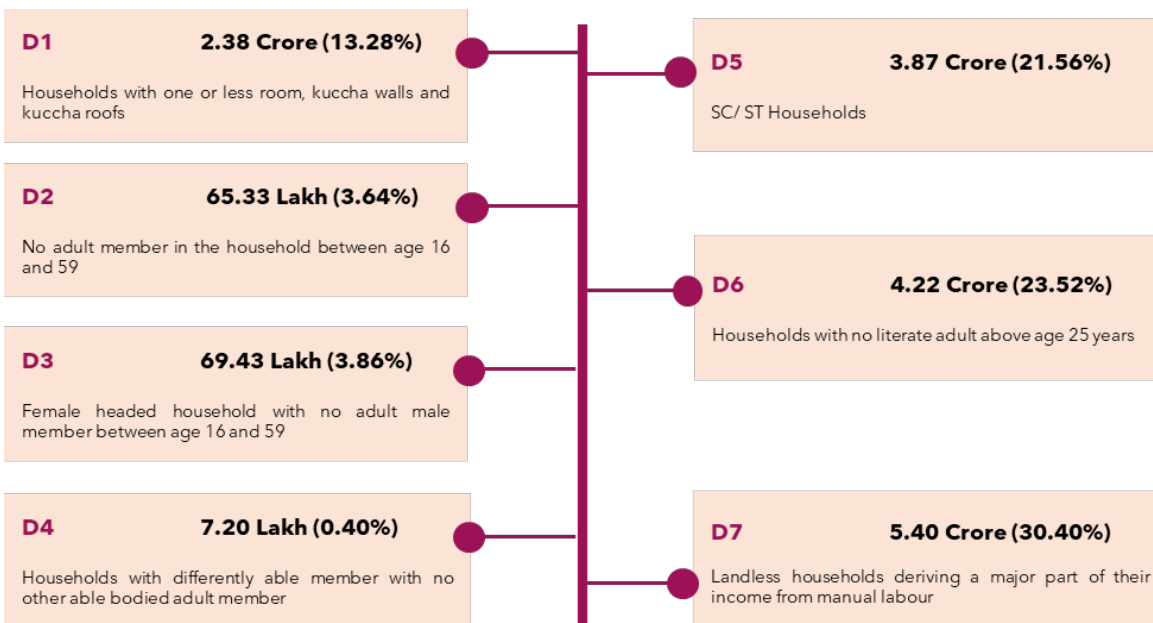 D1 2.38 Crore (13.28%)
Households with one or less room, kuccha walls and
kuccha roofs
D2 65.33 Lakh (3.64%)
No adult member in the household between age 16
and 59
D3 69.43 Lakh (3.86%)
Female headed household with no adult male
member between age 16 and 59
D4 7.20 Lakh (0.40%)
Households with differently able member with no
other able bodied adult member
D5 3.87 Crore (21.56%)
SC/ ST Households
D6 4.22 Crore (23.52%)
Households with no literate adult above age 25 years
D7 5.40 Crore (30.40%)
Landless households deriving a major part of their
income from manual labour